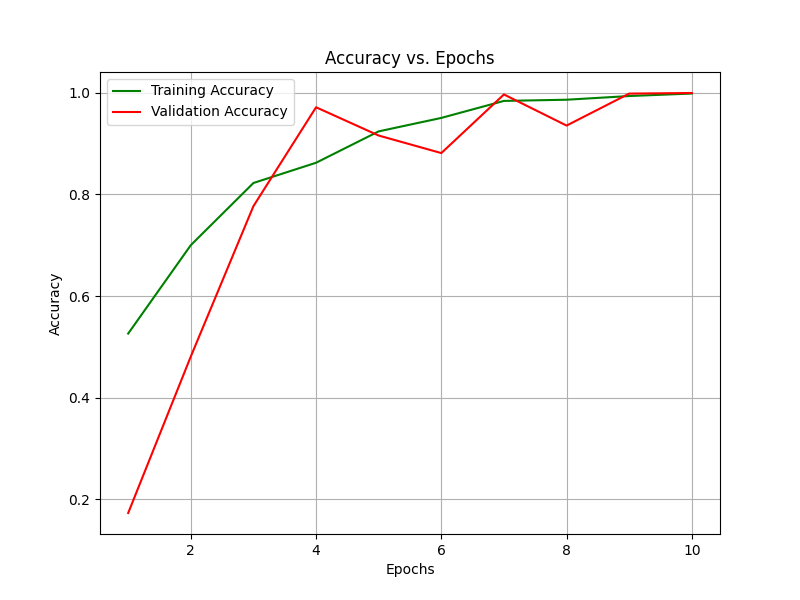 Accuracy vs. Epochs
Training Accuracy
Validation Accuracy
1.0
0.8
0.6
0.4
0.2
Accuracy
2 4 6 8 10
Epochs